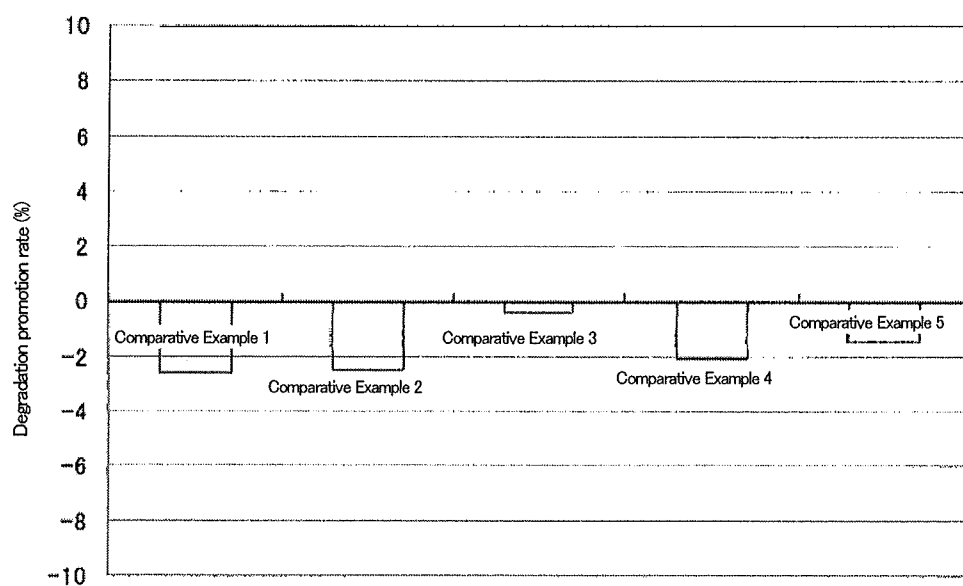 Degradation promotion rate (%)
10
8
6
4
2
0
-2
-4
-6
-8
-10
Comparative Example 1
Comparative Example 2
Comparative Example 3
Comparative Example 4
Comparative Example 5